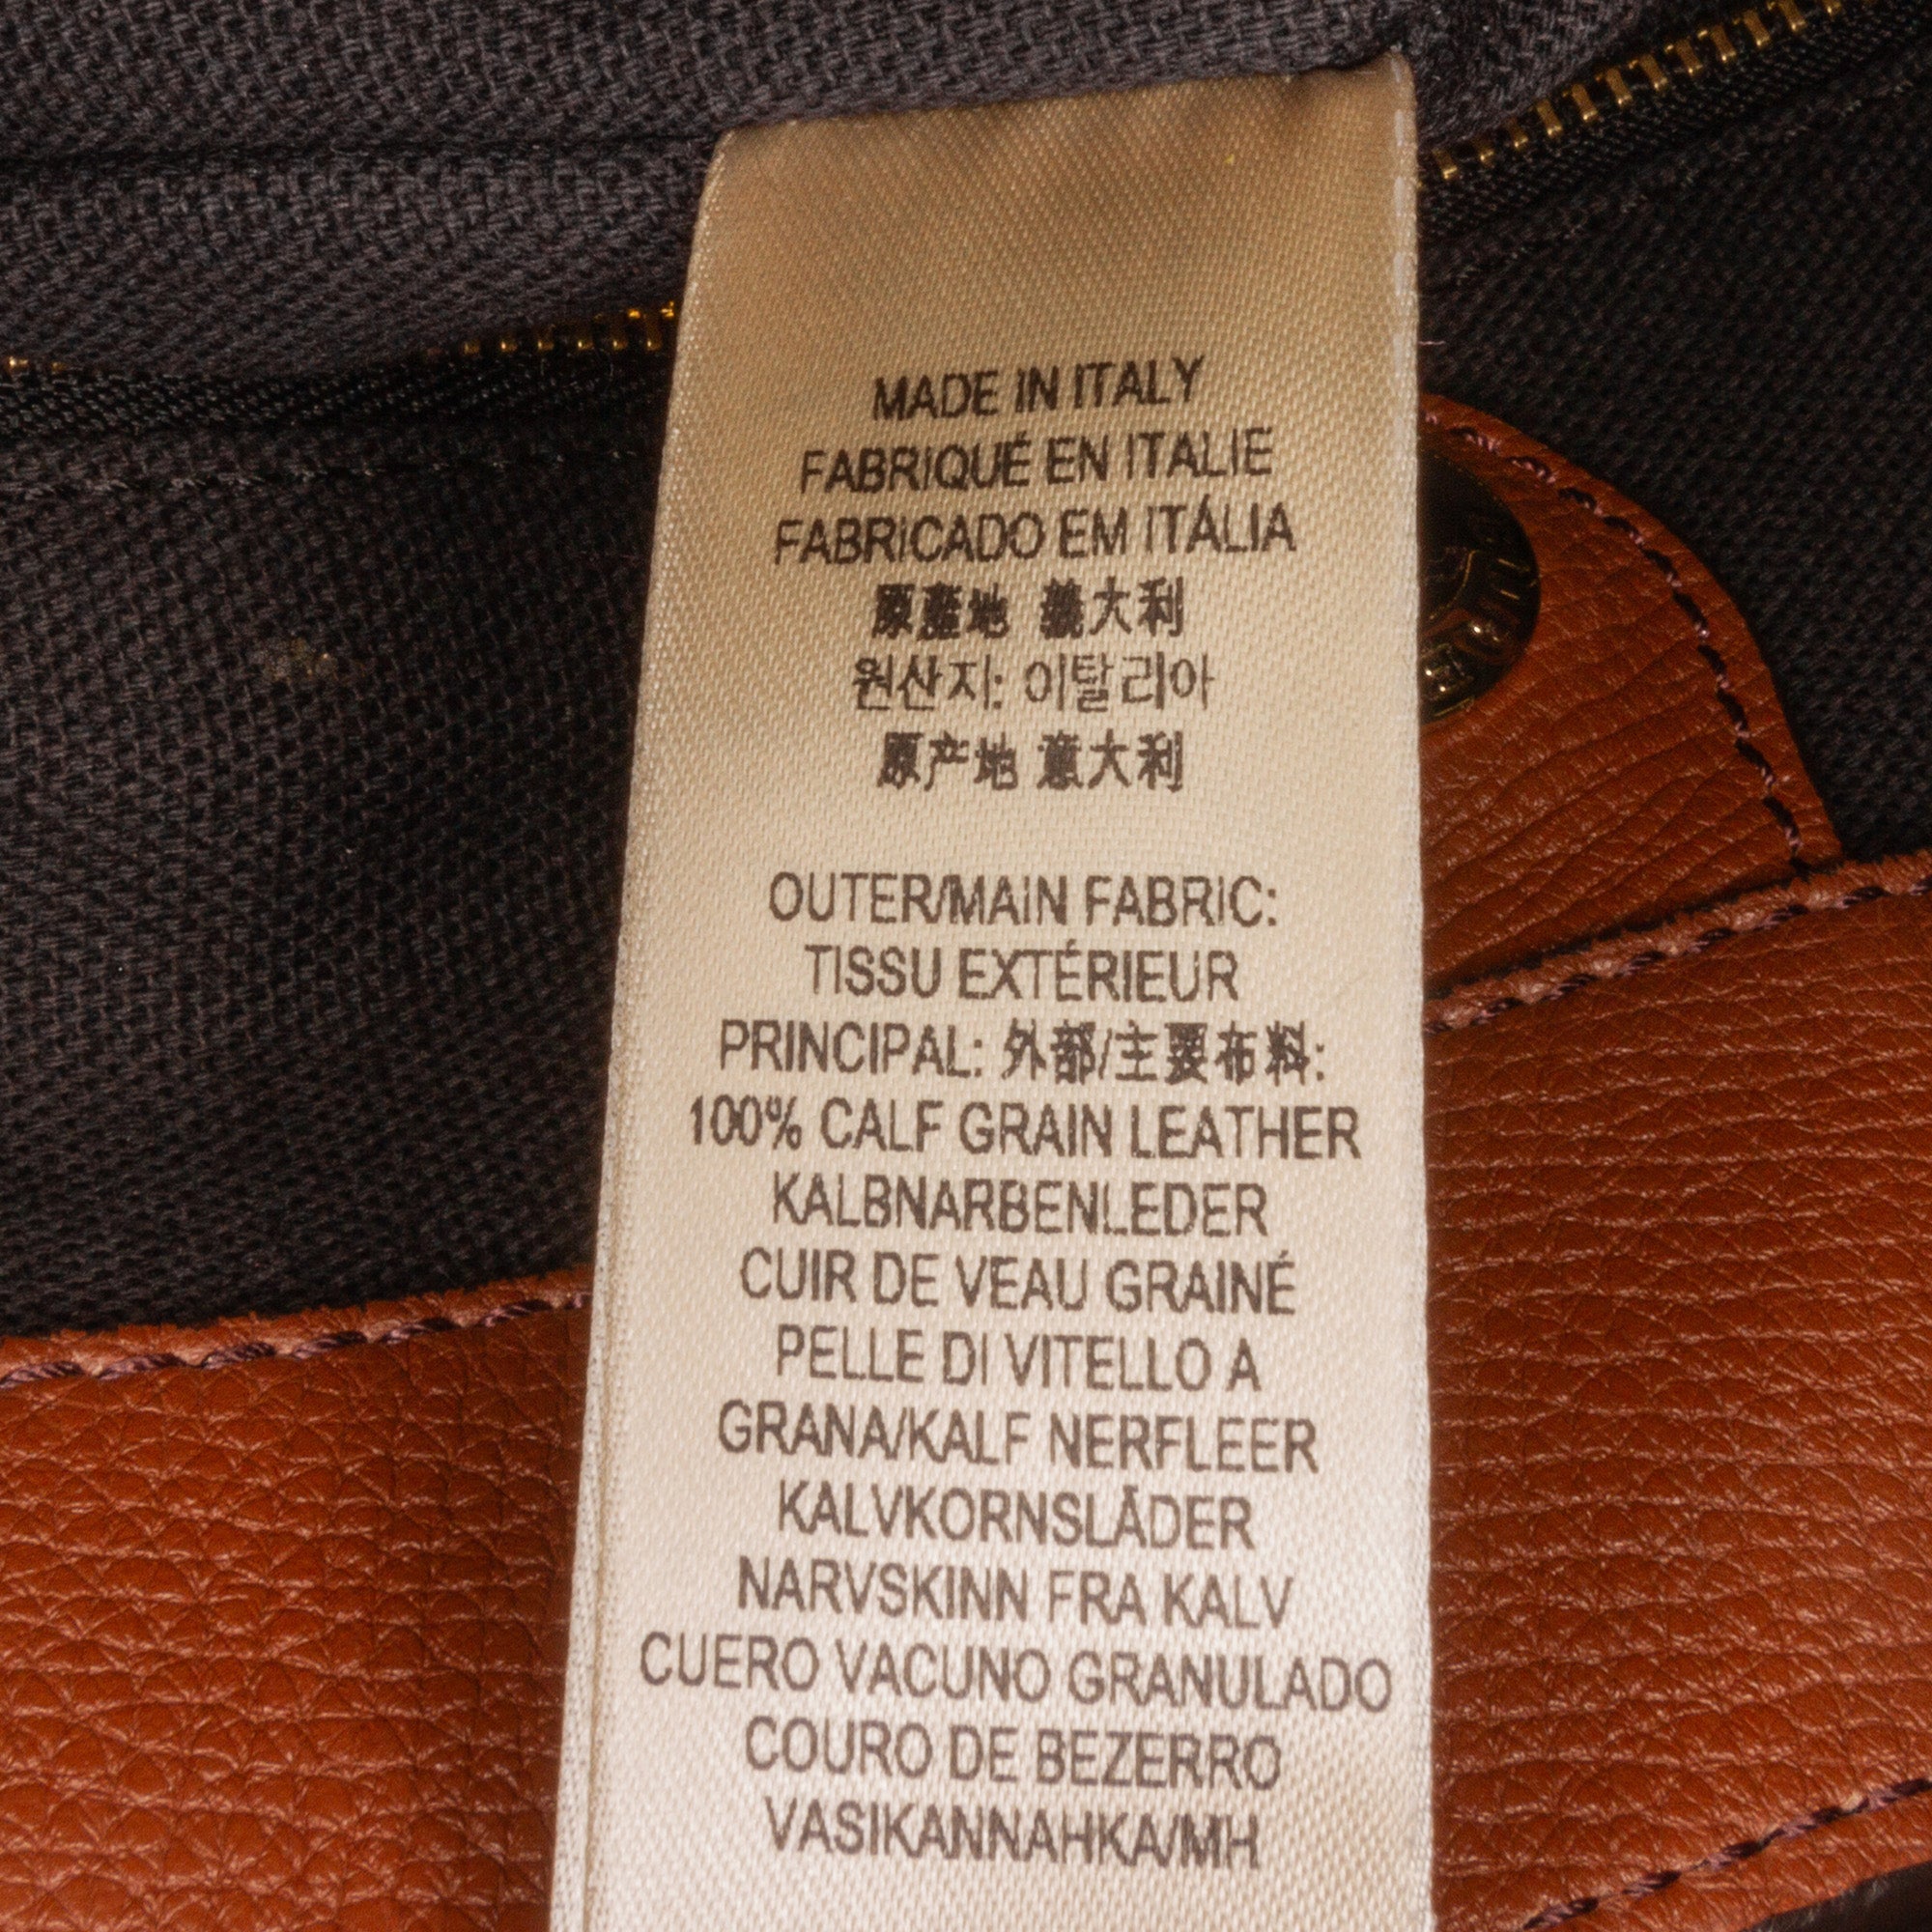 MADE IN ITALY
FABRIQUÉ EN ITALIE
FABRICADO EM ITÁLIA
原產地 義大利
원산지: 이탈리아
原产地 意大利
OUTER/MAIN FABRIC:
TISSU EXTÉRIEUR
PRINCIPAL: 外部/主要布料:
100% CALF GRAIN LEATHER
KALBNARBENLEDER
CUIR DE VEAU GRAINÉ
PELLE DI VITELLO A
GRANA/KALF NERFLEER
KALVKORNSLÄDER
NARVSKINN FRA KALV
CUERO VACUNO GRANULADO
COURO DE BEZERRO
VASIKANNAHKA/MH